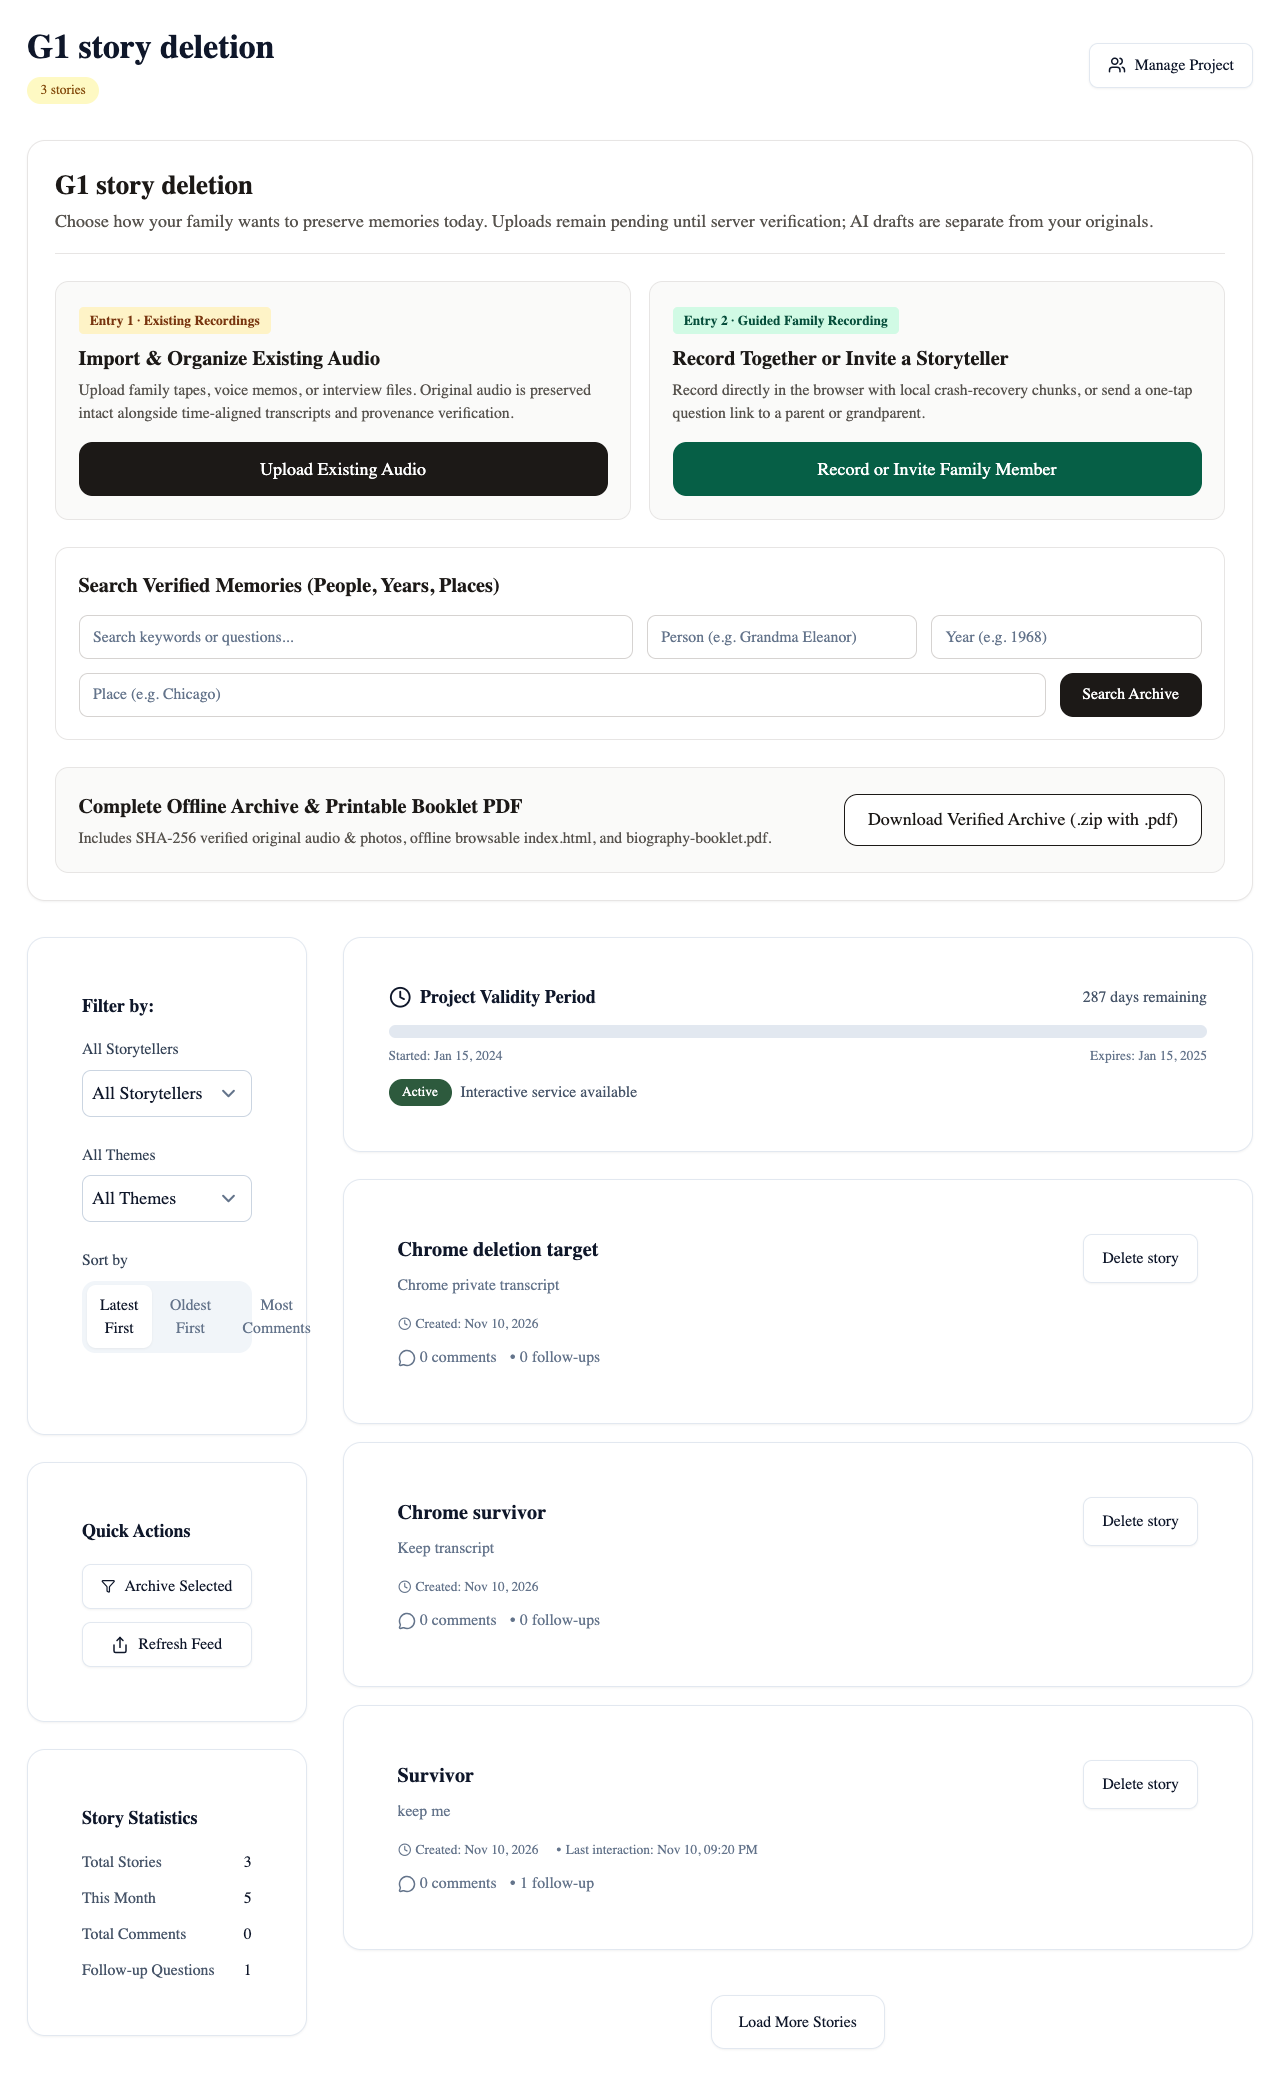 G1 story deletion
3 stories
Manage Project
G1 story deletion
Choose how your family wants to preserve memories today. Uploads remain pending until server verification; AI drafts are separate from your originals.
Entry 1 · Existing Recordings
Import & Organize Existing Audio
Upload family tapes, voice memos, or interview files. Original audio is preserved
intact alongside time-aligned transcripts and provenance verification.
Upload Existing Audio
Entry 2 · Guided Family Recording
Record Together or Invite a Storyteller
Record directly in the browser with local crash-recovery chunks, or send a one-tap
question link to a parent or grandparent.
Record or Invite Family Member
Search Verified Memories (People, Years, Places)
Search keywords or questions...
Person (e.g. Grandma Eleanor)
Year (e.g. 1968)
Place (e.g. Chicago)
Search Archive
Complete Offline Archive & Printable Booklet PDF
Includes SHA-256 verified original audio & photos, offline browsable index.html, and biography-booklet.pdf.
Download Verified Archive (.zip with .pdf)
Filter by:
All Storytellers
All Storytellers
All Themes
All Themes
Sort by
Latest First
Oldest First
Most Comments
Quick Actions
Archive Selected
Refresh Feed
Story Statistics
Total Stories 3
This Month 5
Total Comments 0
Follow-up Questions 1
Project Validity Period
287 days remaining
Started: Jan 15, 2024
Expires: Jan 15, 2025
Active Interactive service available
Chrome deletion target
Delete story
Chrome private transcript
Created: Nov 10, 2026
0 comments • 0 follow-ups
Chrome survivor
Delete story
Keep transcript
Created: Nov 10, 2026
0 comments • 0 follow-ups
Survivor
Delete story
keep me
Created: Nov 10, 2026 • Last interaction: Nov 10, 09:20 PM
0 comments • 1 follow-up
Load More Stories